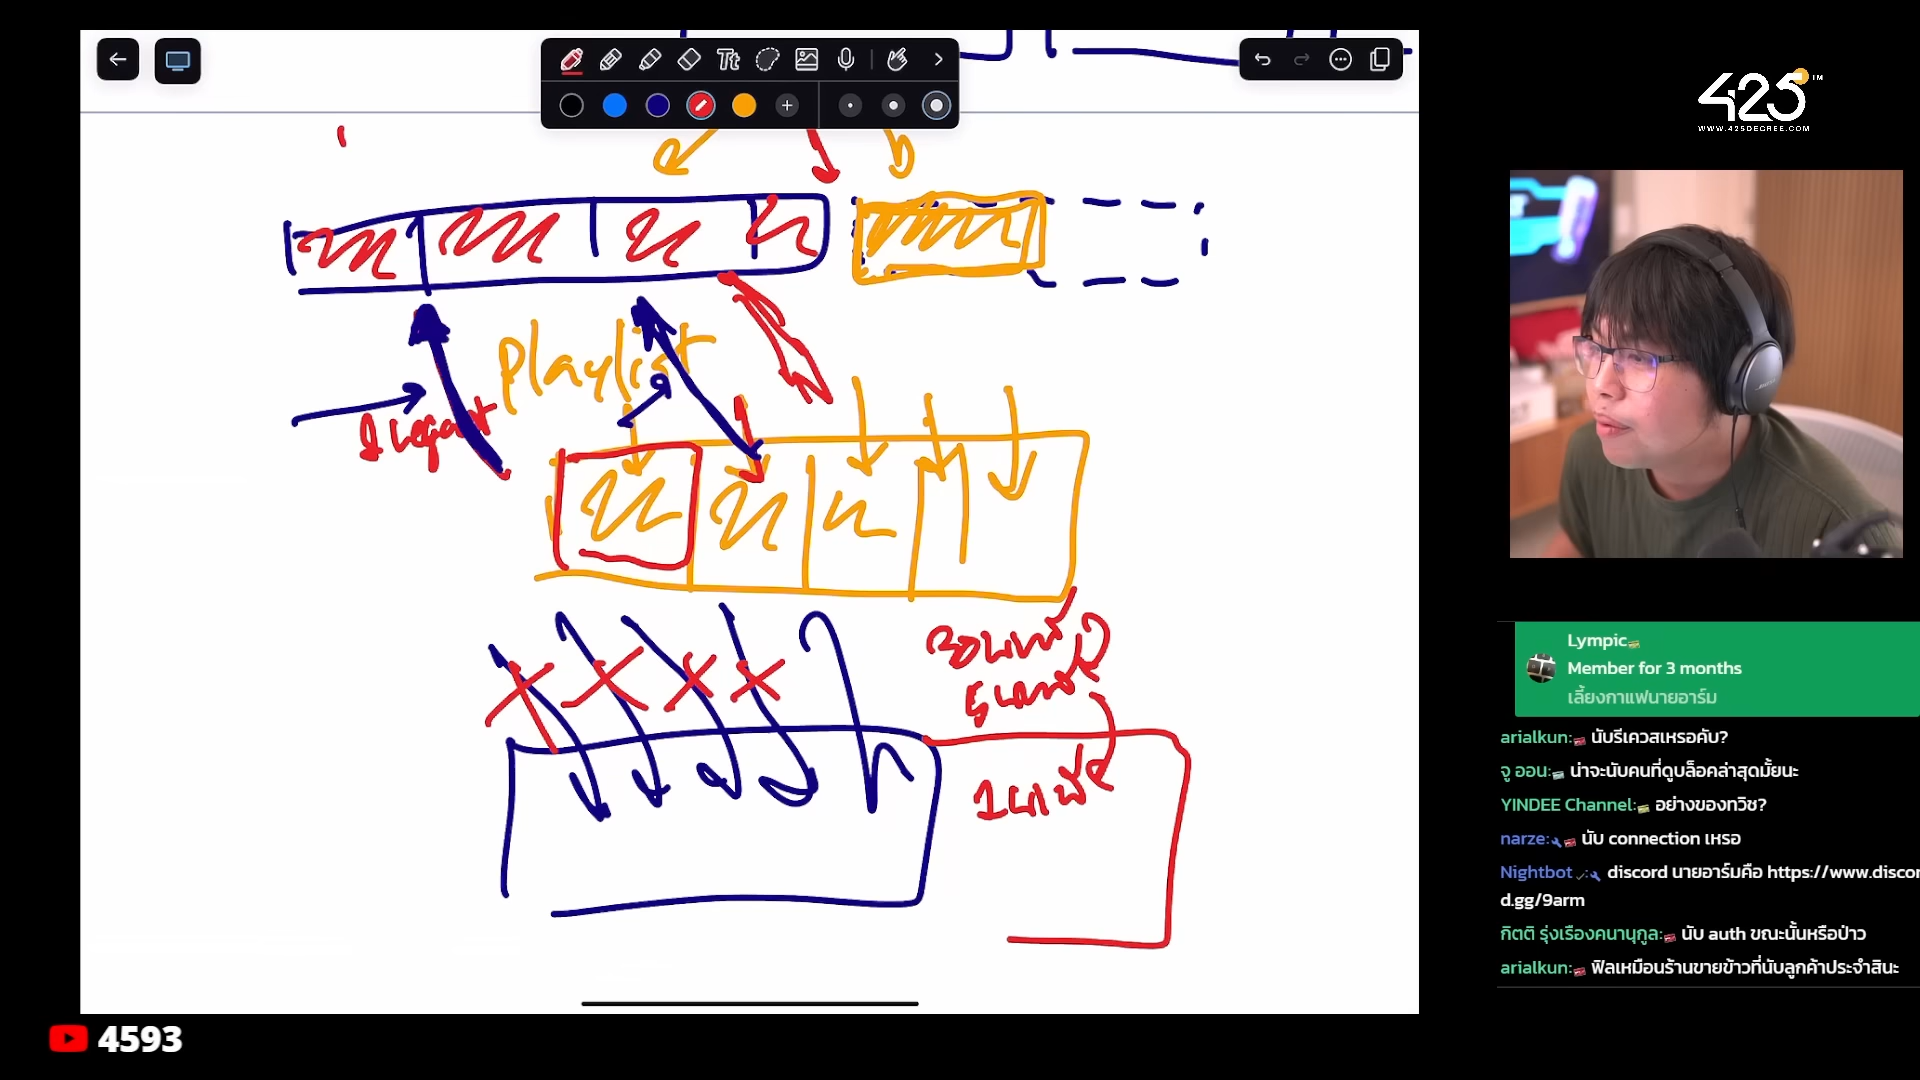 Tt
425™
WWW.425DEGREE.COM
Playlist
Lympic
Member for 3 months
เลี้ยงกาแฟนายอาร์ม
arialkun: นับรีเควสเหรอคับ?
จู ออน: น่าจะนับคนที่ดูบล็อคล่าสุดมั้ยนะ
YINDEE Channel: อย่างของทวิช?
narze: นับ connection เหรอ
Nightbot : discord นายอาร์มคือ https://www.discor
d.gg/9arm
กิตติ รุ่งเรืองคนานุกูล: นับ auth ขณะนั้นหรือป่าว
arialkun: ฟิลเหมือนร้านขายข้าวที่นับลูกค้าประจำสินะ
4593